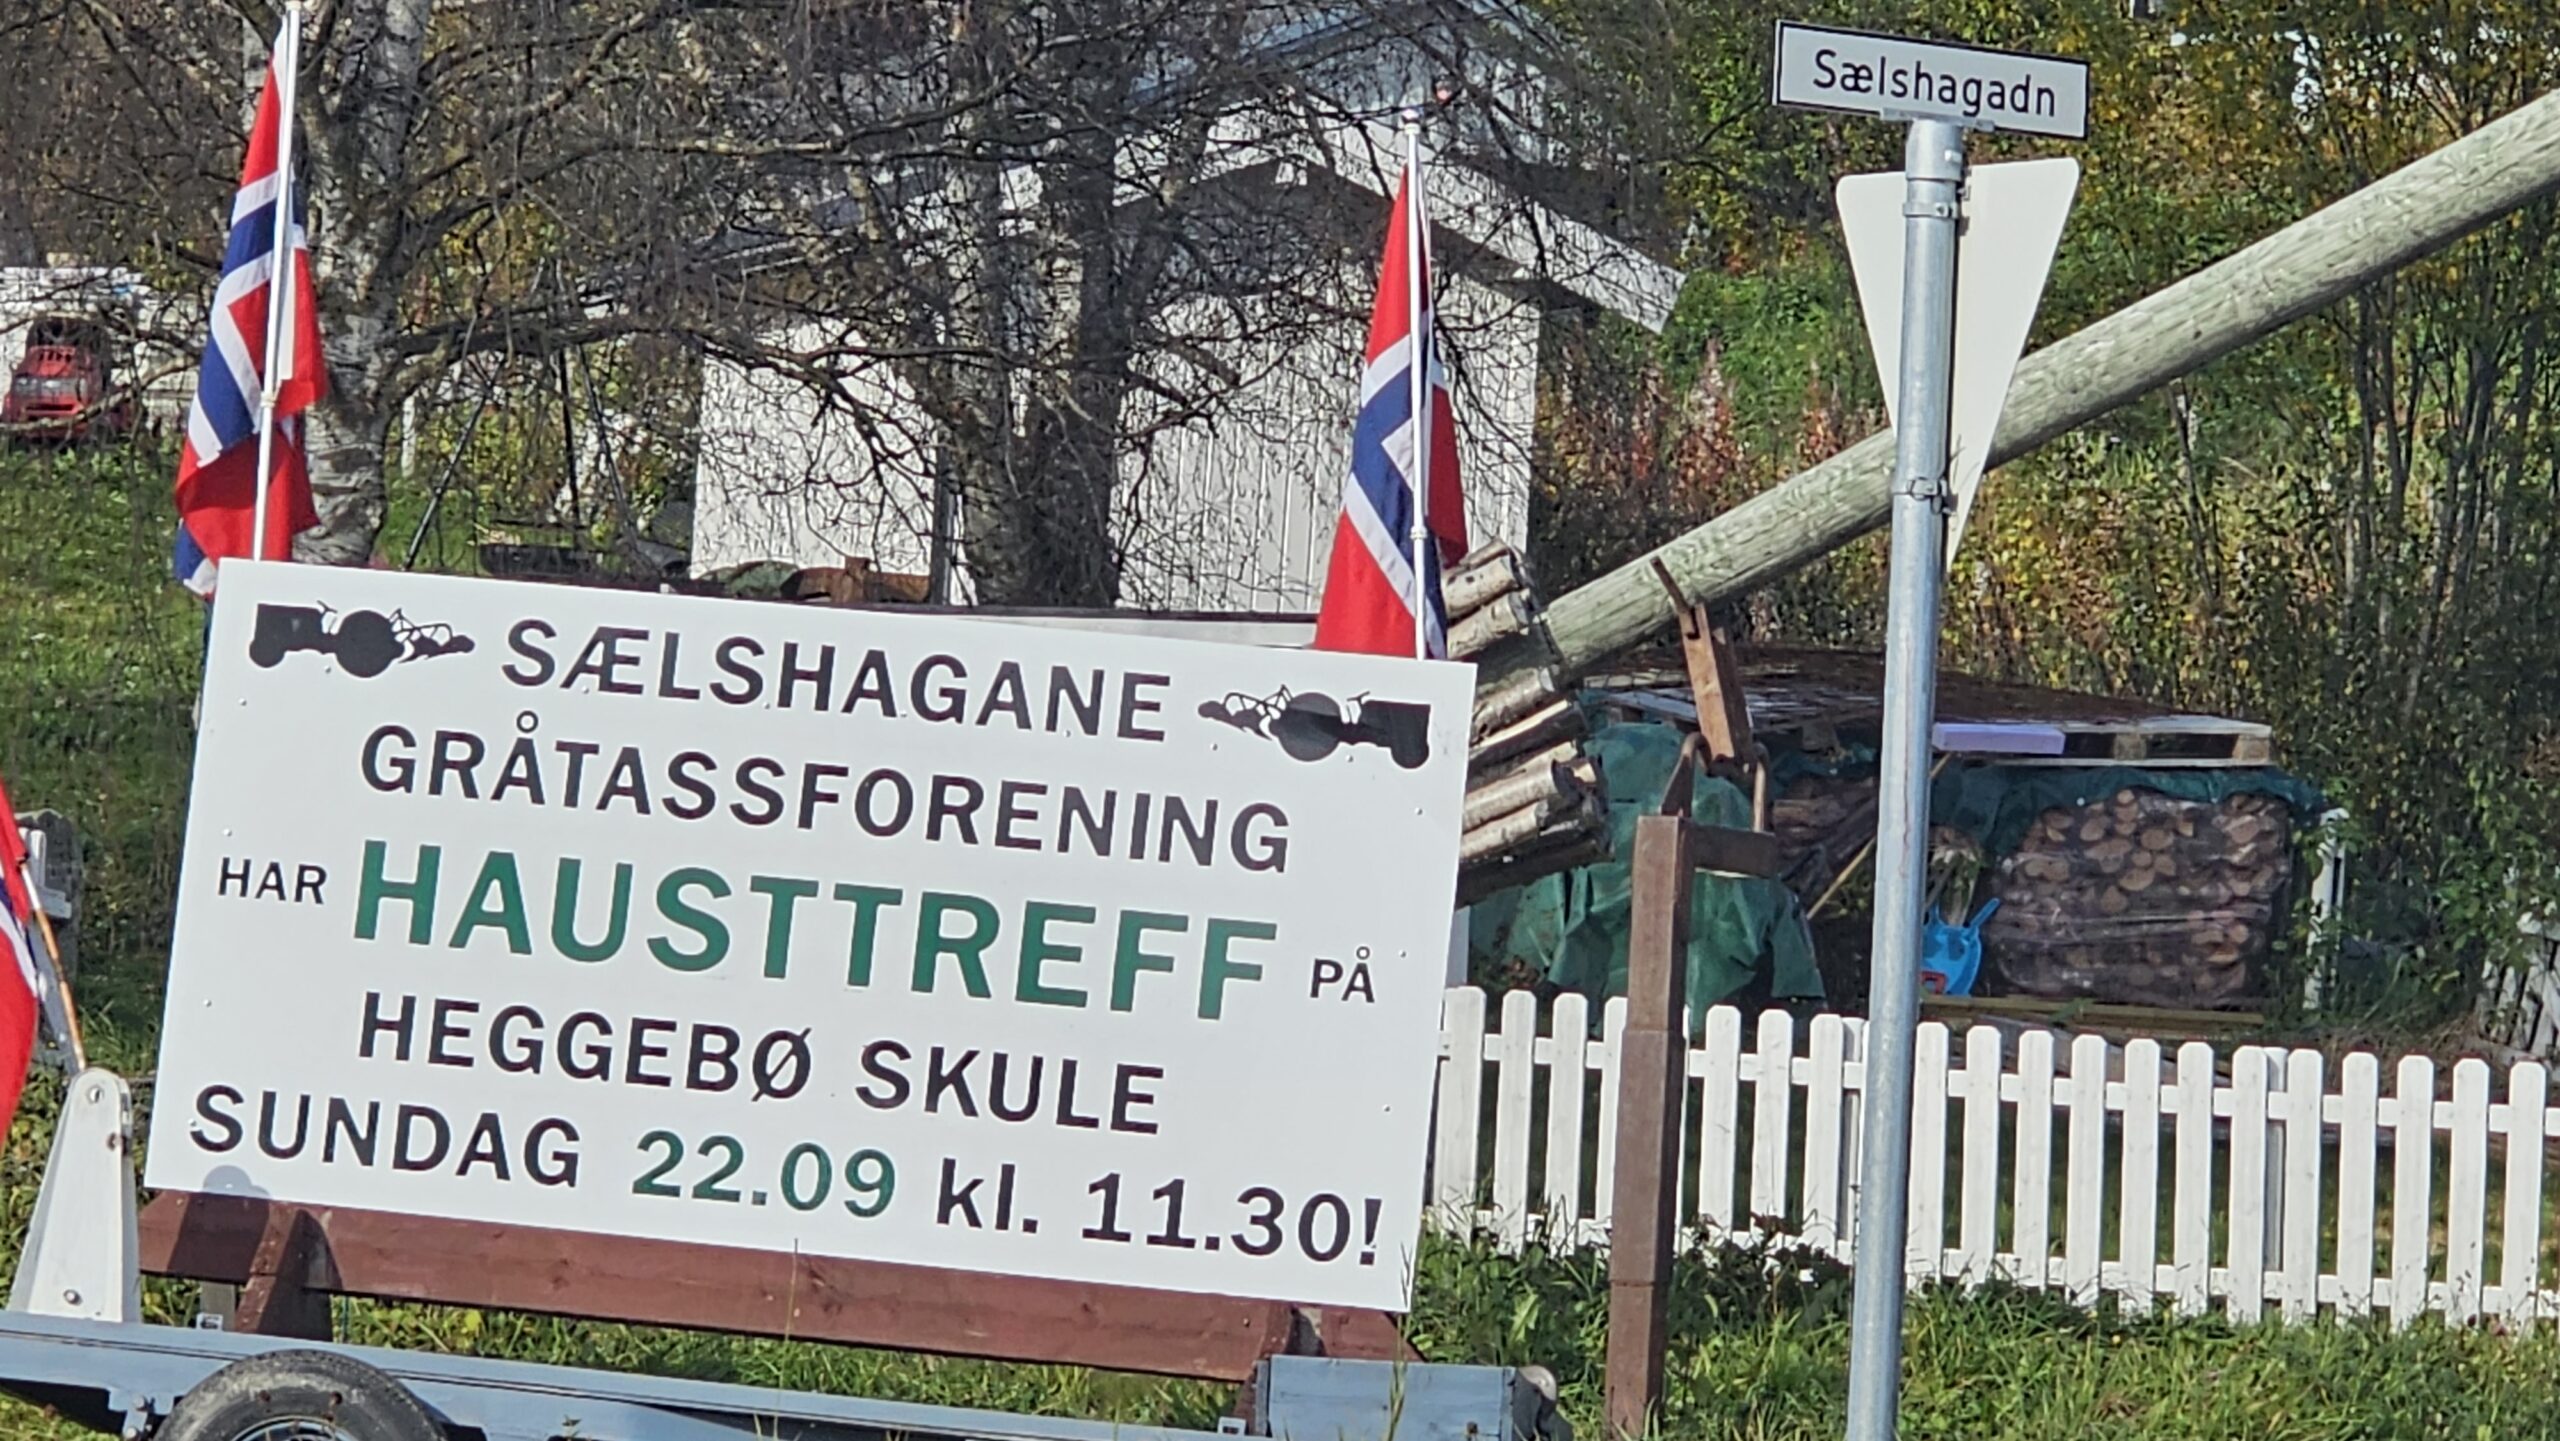 Sælshagadn
SÆLSHAGANE
GRÅTASSFORENING
HAR HAUSTTREFF PÅ
HEGGEBØ SKULE
SUNDAG 22.09 kl. 11.30!